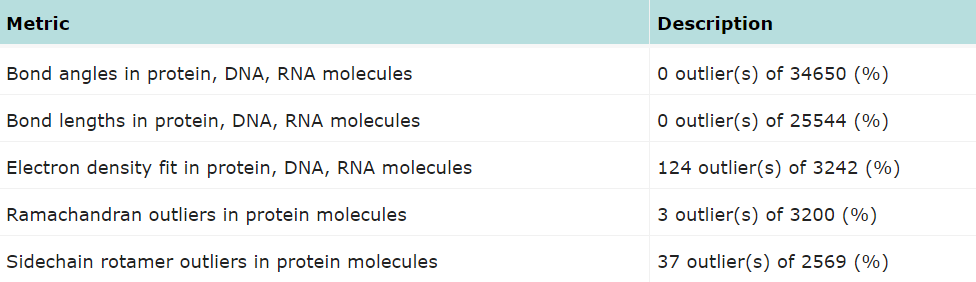 Metric Description
Bond angles in protein, DNA, RNA molecules 0 outlier(s) of 34650 (%)
Bond lengths in protein, DNA, RNA molecules 0 outlier(s) of 25544 (%)
Electron density fit in protein, DNA, RNA molecules 124 outlier(s) of 3242 (%)
Ramachandran outliers in protein molecules 3 outlier(s) of 3200 (%)
Sidechain rotamer outliers in protein molecules 37 outlier(s) of 2569 (%)